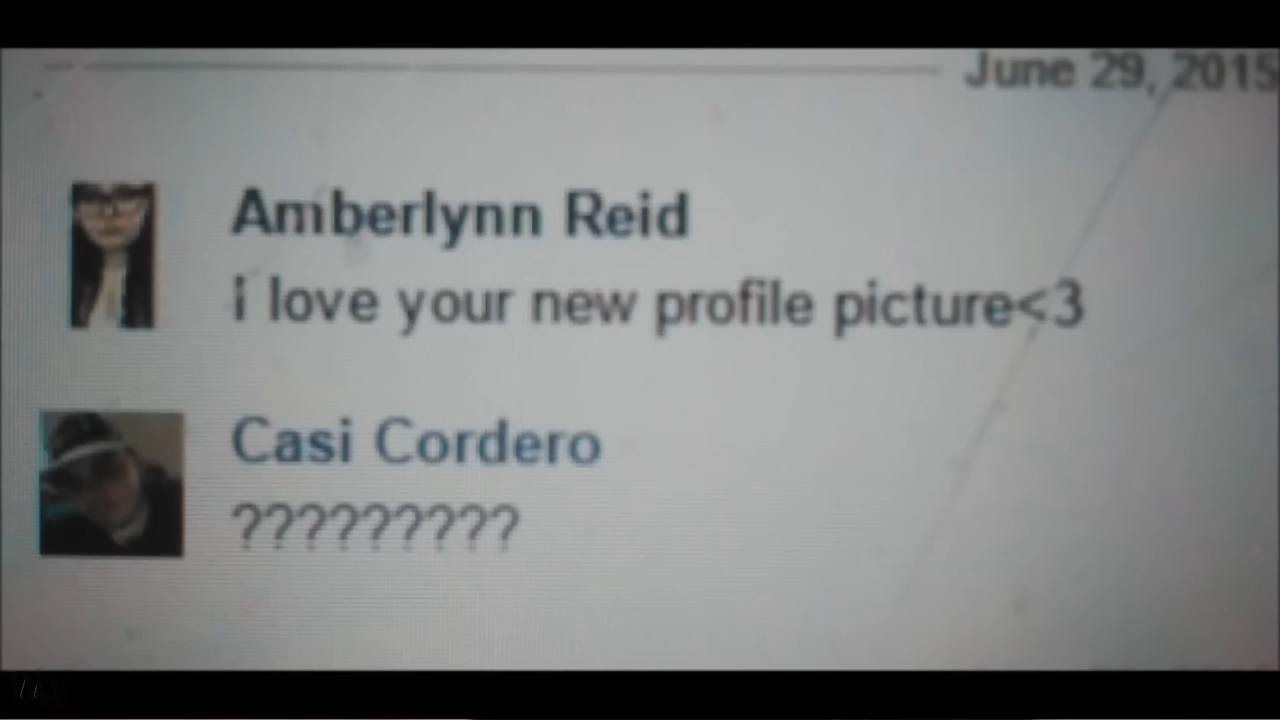 June 29, 2015
Amberlynn Reid
i love your new profile picture<3
Casi Cordero
?????????